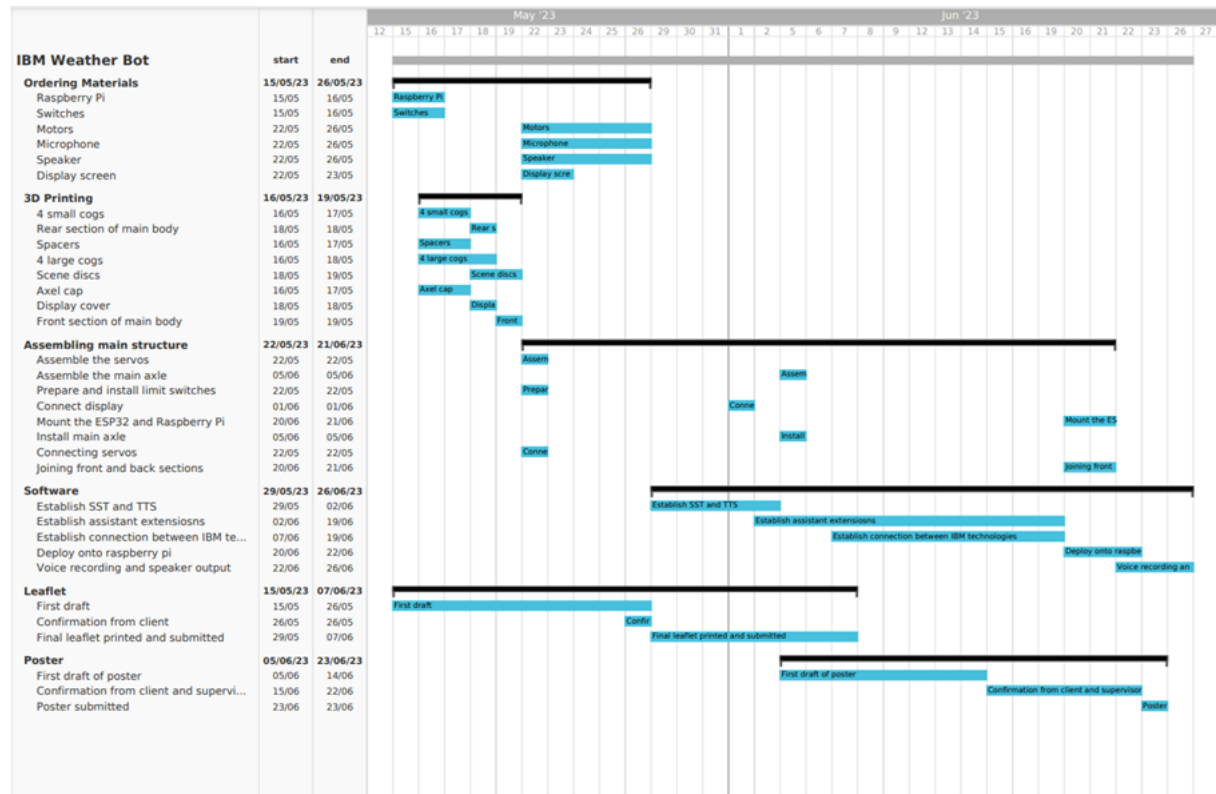 May '23 Jun '23
12 15 16 17 18 19 22 23 24 25 26 29 30 31 1 2 5 6 7 8 9 12 13 14 15 16 19 20 21 22 23 26 27
IBM Weather Bot start end
Ordering Materials 15/05/23 26/05/23
Raspberry Pi 15/05 16/05 Raspberry Pi
Switches 15/05 16/05 Switches
Motors 22/05 26/05 Motors
Microphone 22/05 26/05 Microphone
Speaker 22/05 26/05 Speaker
Display screen 22/05 23/05 Display scre
3D Printing 16/05/23 19/05/23
4 small cogs 16/05 17/05 4 small cogs
Rear section of main body 18/05 18/05 Rear s
Spacers 16/05 17/05 Spacers
4 large cogs 16/05 18/05 4 large cogs
Scene discs 18/05 19/05 Scene discs
Axel cap 16/05 17/05 Axel cap
Display cover 18/05 18/05 Displa
Front section of main body 19/05 19/05 Front
Assembling main structure 22/05/23 21/06/23
Assemble the servos 22/05 22/05 Assem
Assemble the main axle 05/06 05/06 Assem
Prepare and install limit switches 22/05 22/05 Prepar
Connect display 01/06 01/06 Conne
Mount the ESP32 and Raspberry Pi 20/06 21/06 Mount the ES
Install main axle 05/06 05/06 Install
Connecting servos 22/05 22/05 Conne
Joining front and back sections 20/06 21/06 Joining front
Software 29/05/23 26/06/23
Establish SST and TTS 29/05 02/06 Establish SST and TTS
Establish assistant extensiosns 02/06 19/06 Establish assistant extensiosns
Establish connection between IBM te... 07/06 19/06 Establish connection between IBM technologies
Deploy onto raspberry pi 20/06 22/06 Deploy onto raspbe
Voice recording and speaker output 22/06 26/06 Voice recording an
Leaflet 15/05/23 07/06/23
First draft 15/05 26/05 First draft
Confirmation from client 26/05 26/05 Confir
Final leaflet printed and submitted 29/05 07/06 Final leaflet printed and submitted
Poster 05/06/23 23/06/23
First draft of poster 05/06 14/06 First draft of poster
Confirmation from client and supervi... 15/06 22/06 Confirmation from client and supervisor
Poster submitted 23/06 23/06 Poster